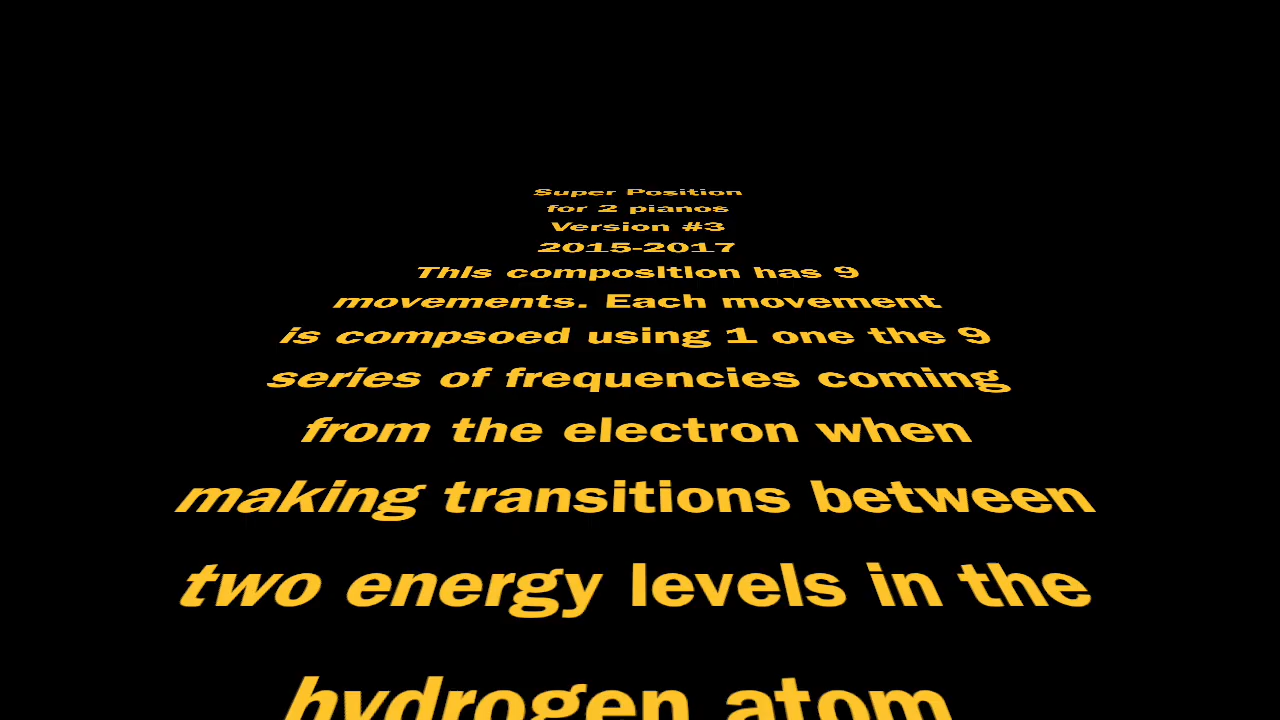 Super Position
for 2 pianos
Version #3
2015-2017
This composition has 9
movements. Each movement
is compsoed using 1 one the 9
series of frequencies coming
from the electron when
making transitions between
two energy levels in the
hydrogen atom